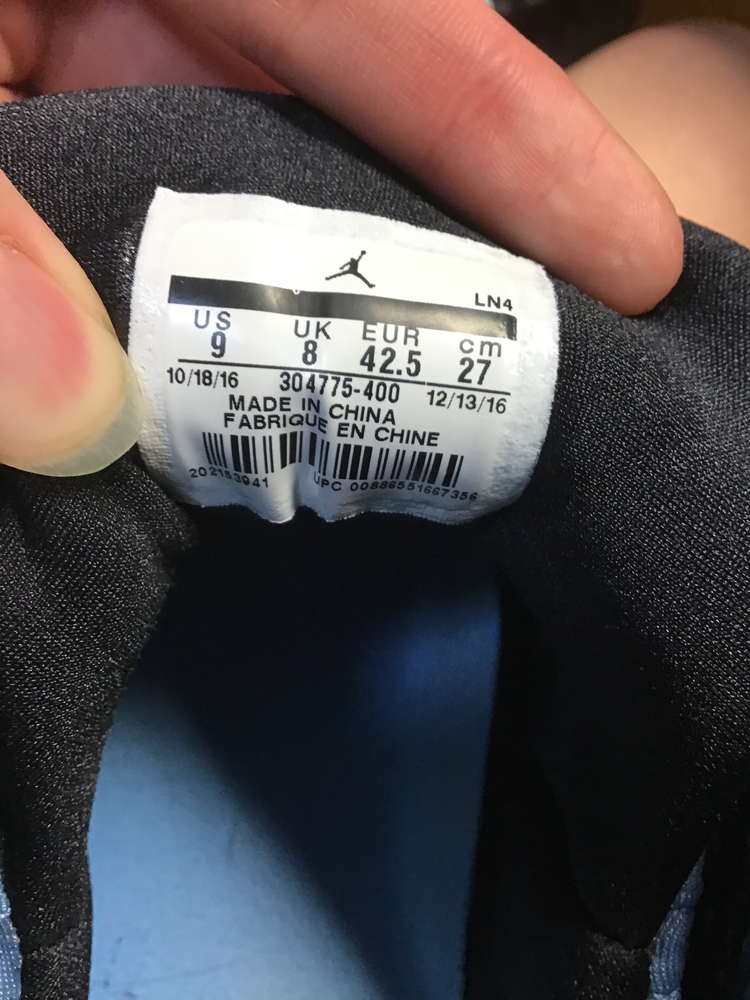 LN4
US UK EUR cm
9 8 42.5 27
10/18/16 304775-400 12/13/16
MADE IN CHINA
FABRIQUE EN CHINE
202153941 UPC 00886551667356